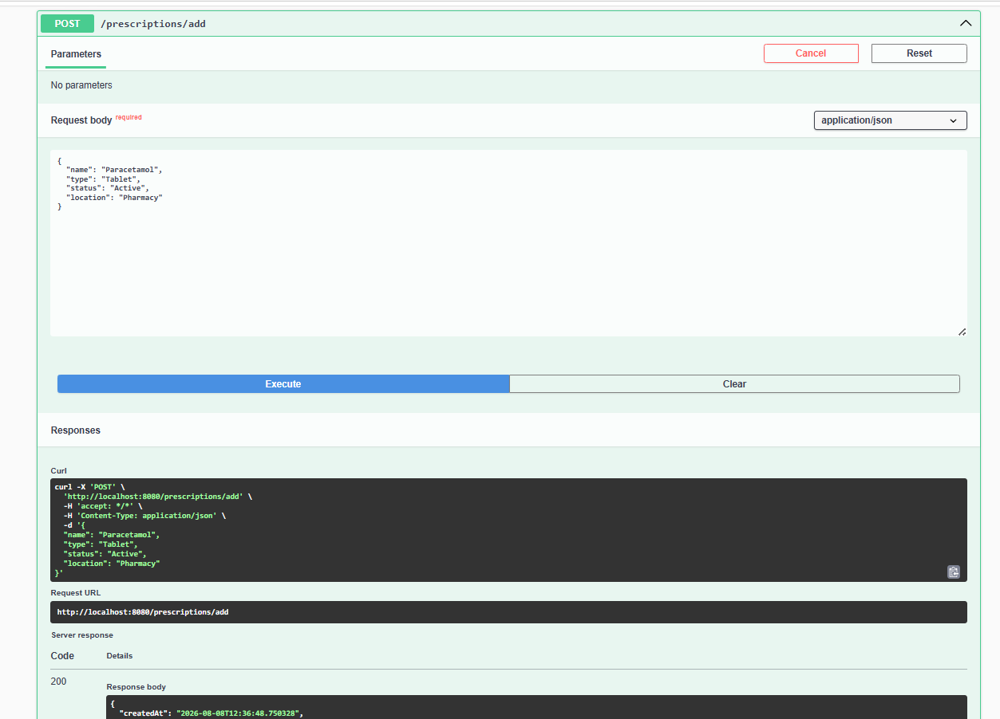 POST /prescriptions/add
Parameters
Cancel
Reset
No parameters
Request body required
application/json
{
  "name": "Paracetamol",
  "type": "Tablet",
  "status": "Active",
  "location": "Pharmacy"
}
Execute
Clear
Responses
Curl
curl -X 'POST' \
  'http://localhost:8080/prescriptions/add' \
  -H 'accept: */*' \
  -H 'Content-Type: application/json' \
  -d '{
  "name": "Paracetamol",
  "type": "Tablet",
  "status": "Active",
  "location": "Pharmacy"
}'
Request URL
http://localhost:8080/prescriptions/add
Server response
Code Details
200
Response body
{
  "createdAt": "2026-08-08T12:36:48.750328",